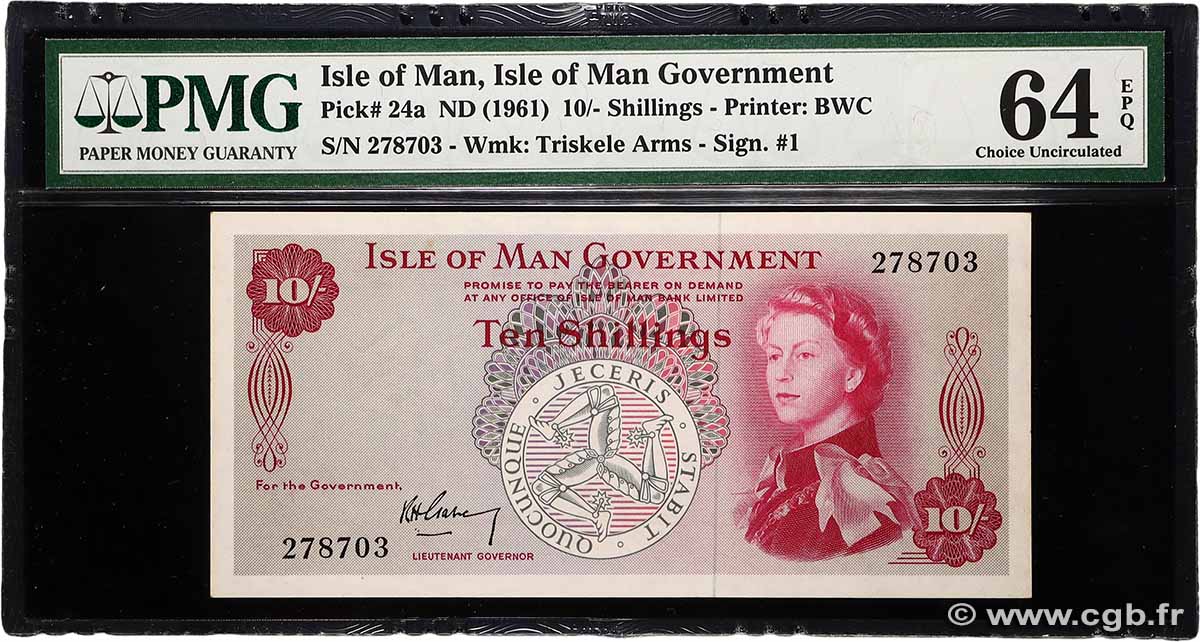 PMG
PAPER MONEY GUARANTY
Isle of Man, Isle of Man Government
Pick# 24a ND (1961) 10/- Shillings - Printer: BWC
S/N 278703 - Wmk: Triskele Arms - Sign. #1
64 EPQ
Choice Uncirculated
ISLE OF MAN GOVERNMENT
278703
10/-
PROMISE TO PAY THE BEARER ON DEMAND
AT ANY OFFICE OF ISLE OF MAN BANK LIMITED
Ten Shillings
QUOCUNQUE · JECERIS · STABIT ·
For the Government,
278703
LIEUTENANT GOVERNOR
10/-
© www.cgb.fr